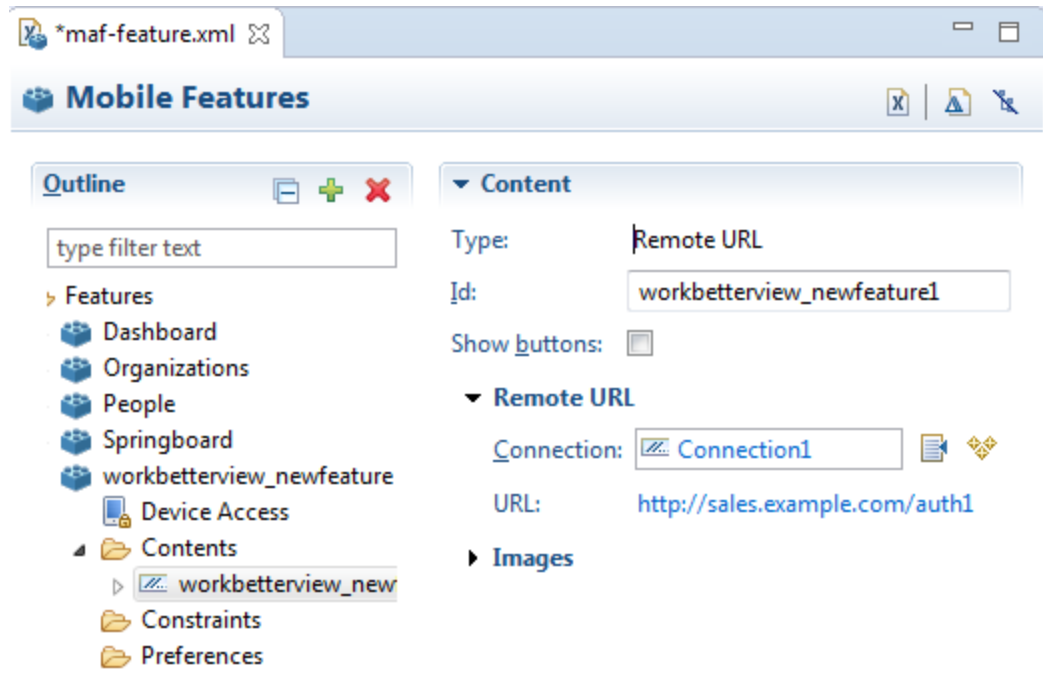 *maf-feature.xml
Mobile Features
Outline
type filter text
Features
Dashboard
Organizations
People
Springboard
workbetterview_newfeature
Device Access
Contents
workbetterview_new
Constraints
Preferences
Content
Type: Remote URL
Id: workbetterview_newfeature1
Show buttons:
Remote URL
Connection: Connection1
URL: http://sales.example.com/auth1
Images